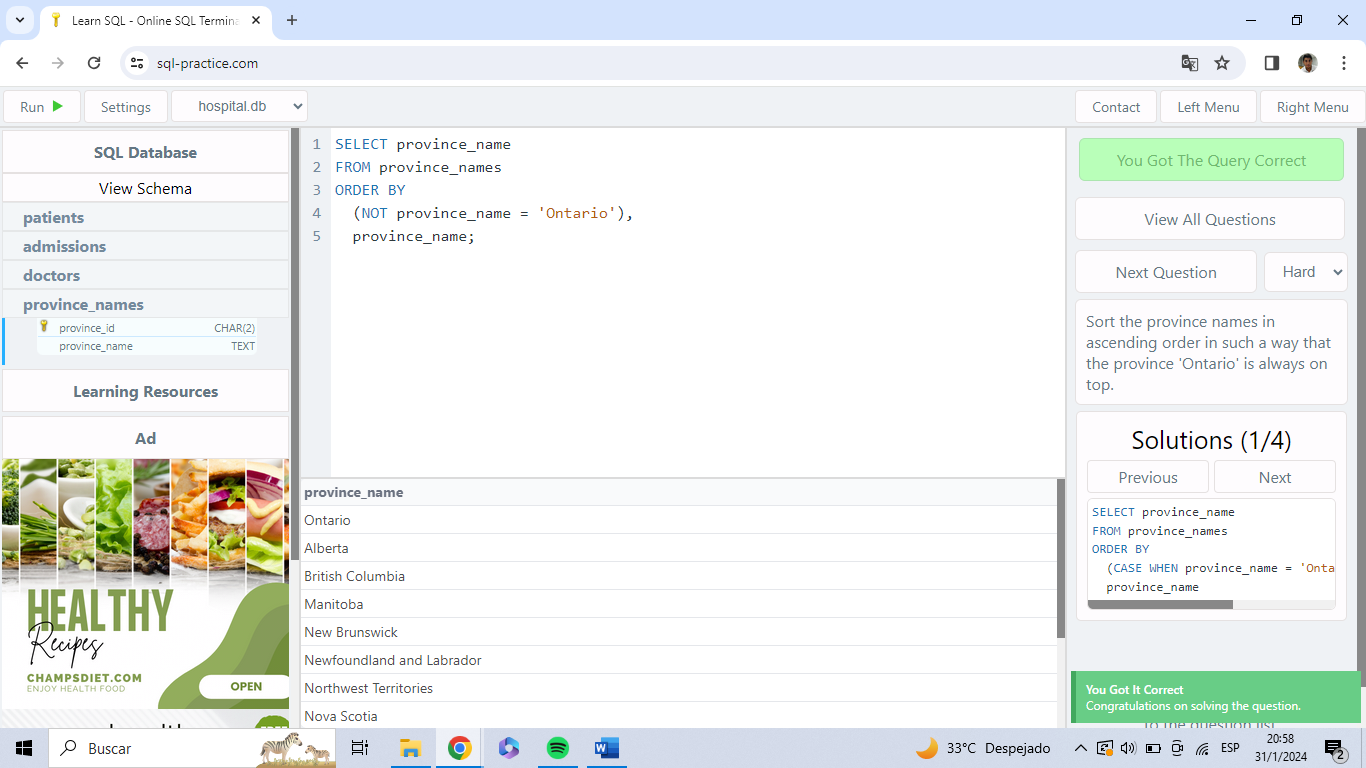 Learn SQL - Online SQL Termina
sql-practice.com
Run
Settings
hospital.db
Contact
Left Menu
Right Menu
SQL Database
View Schema
patients
admissions
doctors
province_names
province_id CHAR(2)
province_name TEXT
Learning Resources
Ad
HEALTHY
Recipes
CHAMPSDIET.COM
ENJOY HEALTH FOOD
OPEN
1 SELECT province_name
2 FROM province_names
3 ORDER BY
4 (NOT province_name = 'Ontario'),
5 province_name;
province_name
Ontario
Alberta
British Columbia
Manitoba
New Brunswick
Newfoundland and Labrador
Northwest Territories
Nova Scotia
You Got The Query Correct
View All Questions
Next Question
Hard
Sort the province names in
ascending order in such a way that
the province 'Ontario' is always on
top.
Solutions (1/4)
Previous
Next
SELECT province_name
FROM province_names
ORDER BY
(CASE WHEN province_name = 'Onta
province_name
You Got It Correct
Congratulations on solving the question.
to the question list
Buscar
33°C Despejado
ESP
20:58
31/1/2024
2